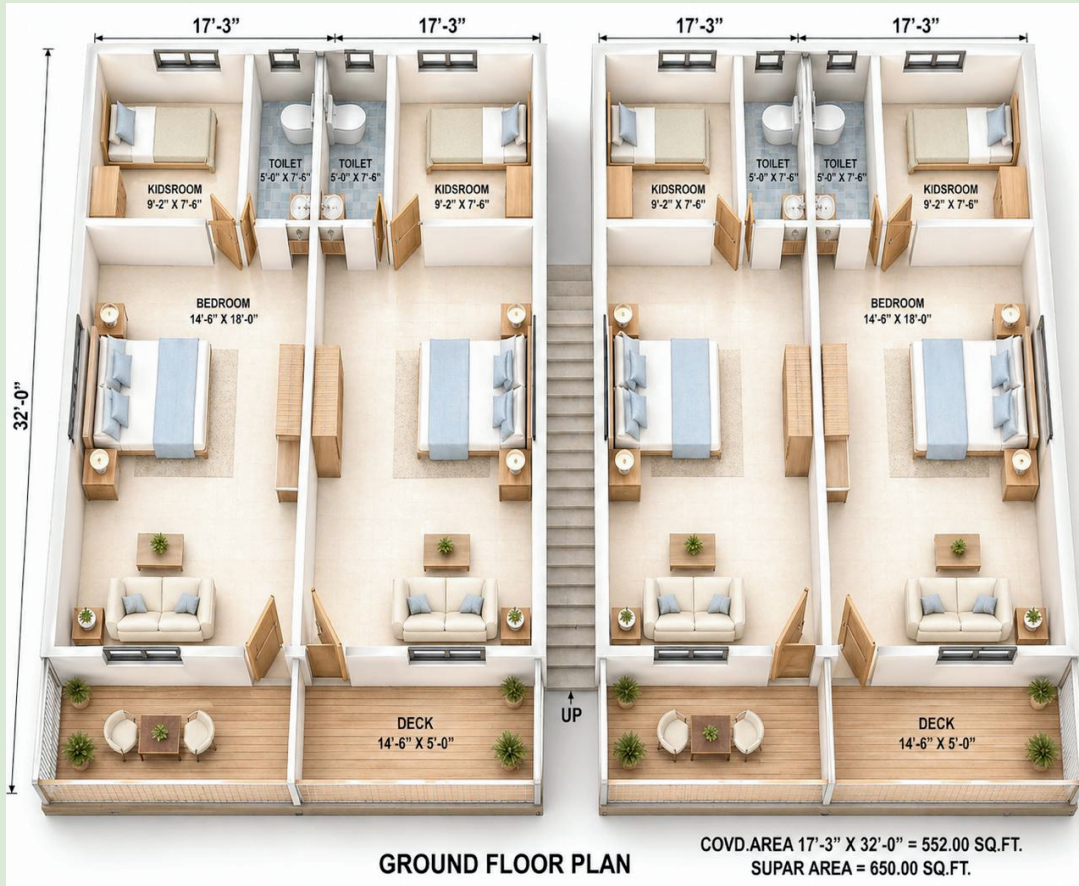 17'-3" 17'-3" 17'-3" 17'-3"
TOILET
5'-0" X 7'-6"
TOILET
5'-0" X 7'-6"
TOILET
5'-0" X 7'-6"
TOILET
5'-0" X 7'-6"
KIDSROOM
9'-2" X 7'-6"
KIDSROOM
9'-2" X 7'-6"
KIDSROOM
9'-2" X 7'-6"
KIDSROOM
9'-2" X 7'-6"
BEDROOM
14'-6" X 18'-0"
BEDROOM
14'-6" X 18'-0"
32'-0"
UP
DECK
14'-6" X 5'-0"
DECK
14'-6" X 5'-0"
COVD.AREA 17'-3" X 32'-0" = 552.00 SQ.FT.
SUPAR AREA = 650.00 SQ.FT.
GROUND FLOOR PLAN